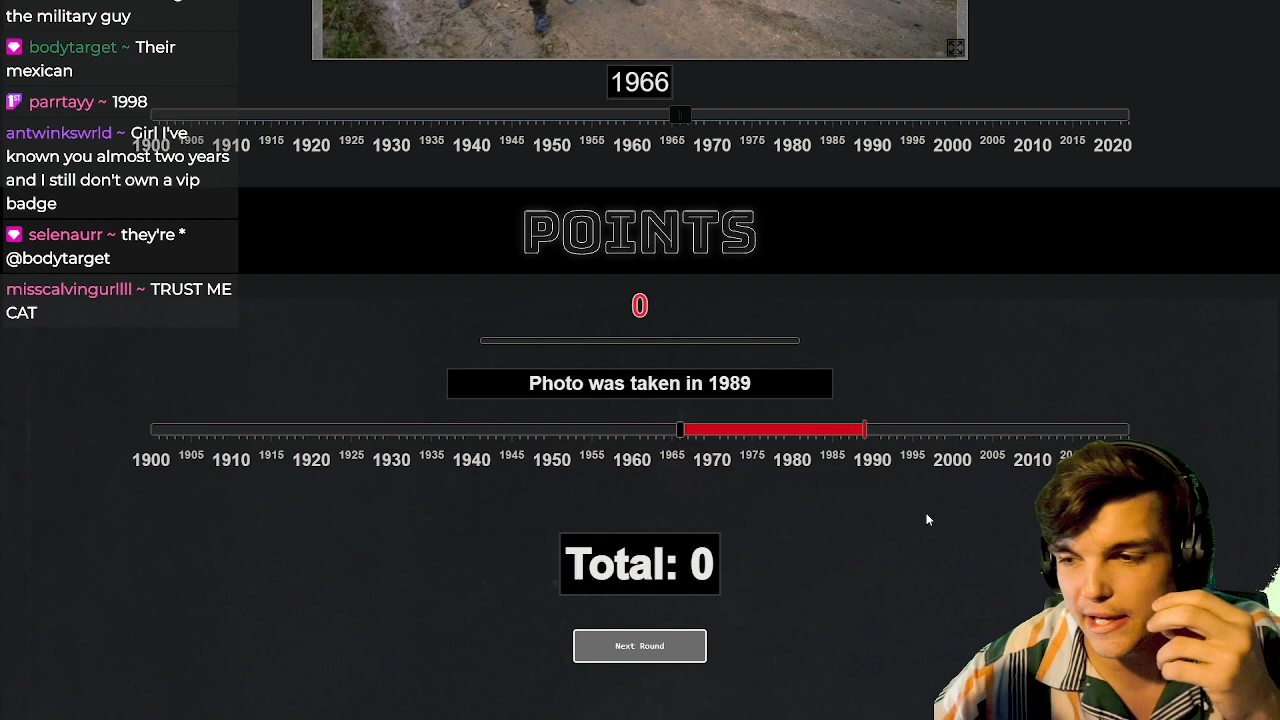 the military guy
bodytarget ~ Their
mexican
1ST parrtayy ~ 1998
antwinkswrld ~ Girl I've
known you almost two years
and I still don't own a vip
badge
selenaurr ~ they're *
@bodytarget
misscalvingurllll ~ TRUST ME
CAT
1966
1900 1905 1910 1915 1920 1925 1930 1935 1940 1945 1950 1955 1960 1965 1970 1975 1980 1985 1990 1995 2000 2005 2010 2015 2020
POINTS
0
Photo was taken in 1989
1900 1905 1910 1915 1920 1925 1930 1935 1940 1945 1950 1955 1960 1965 1970 1975 1980 1985 1990 1995 2000 2005 2010
Total: 0
Next Round